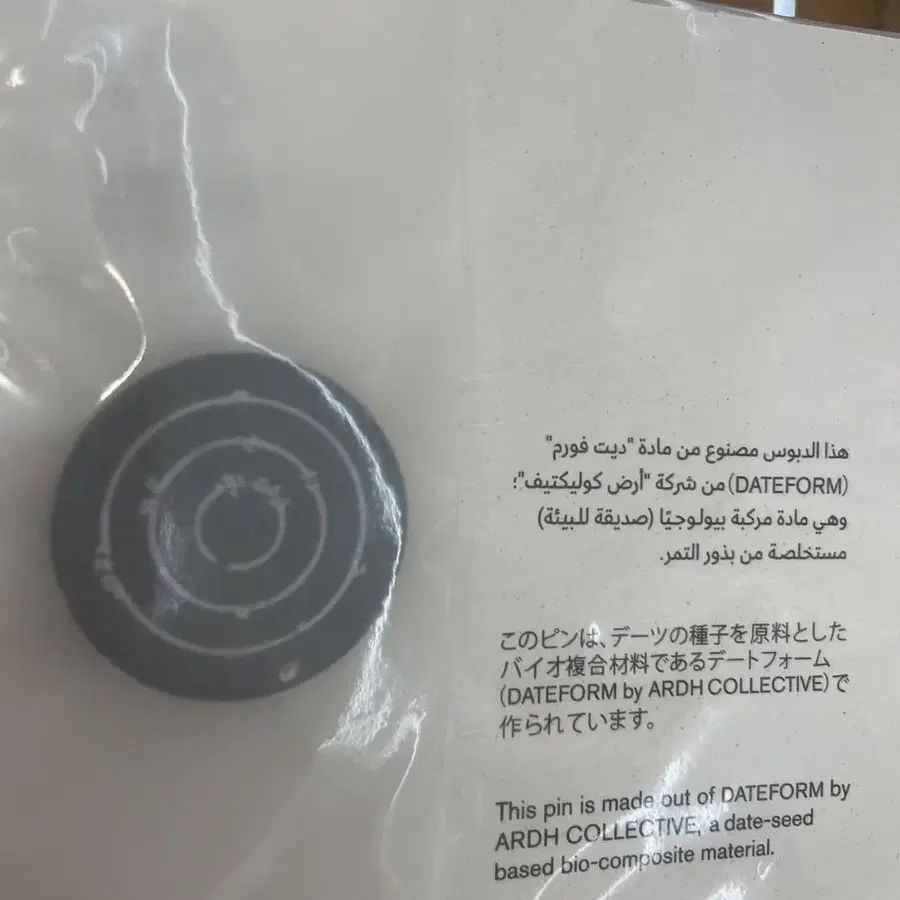 هذا الدبوس مصنوع من مادة "ديت فورم"
(DATEFORM) من شركة "أرض كوليكتيف"؛
وهي مادة مركبة بيولوجيًا (صديقة للبيئة)
مستخلصة من بذور التمر.
このピンは、デーツの種子を原料とした
バイオ複合材料であるデートフォーム
(DATEFORM by ARDH COLLECTIVE)で
作られています。
This pin is made out of DATEFORM by
ARDH COLLECTIVE, a date-seed
based bio-composite material.